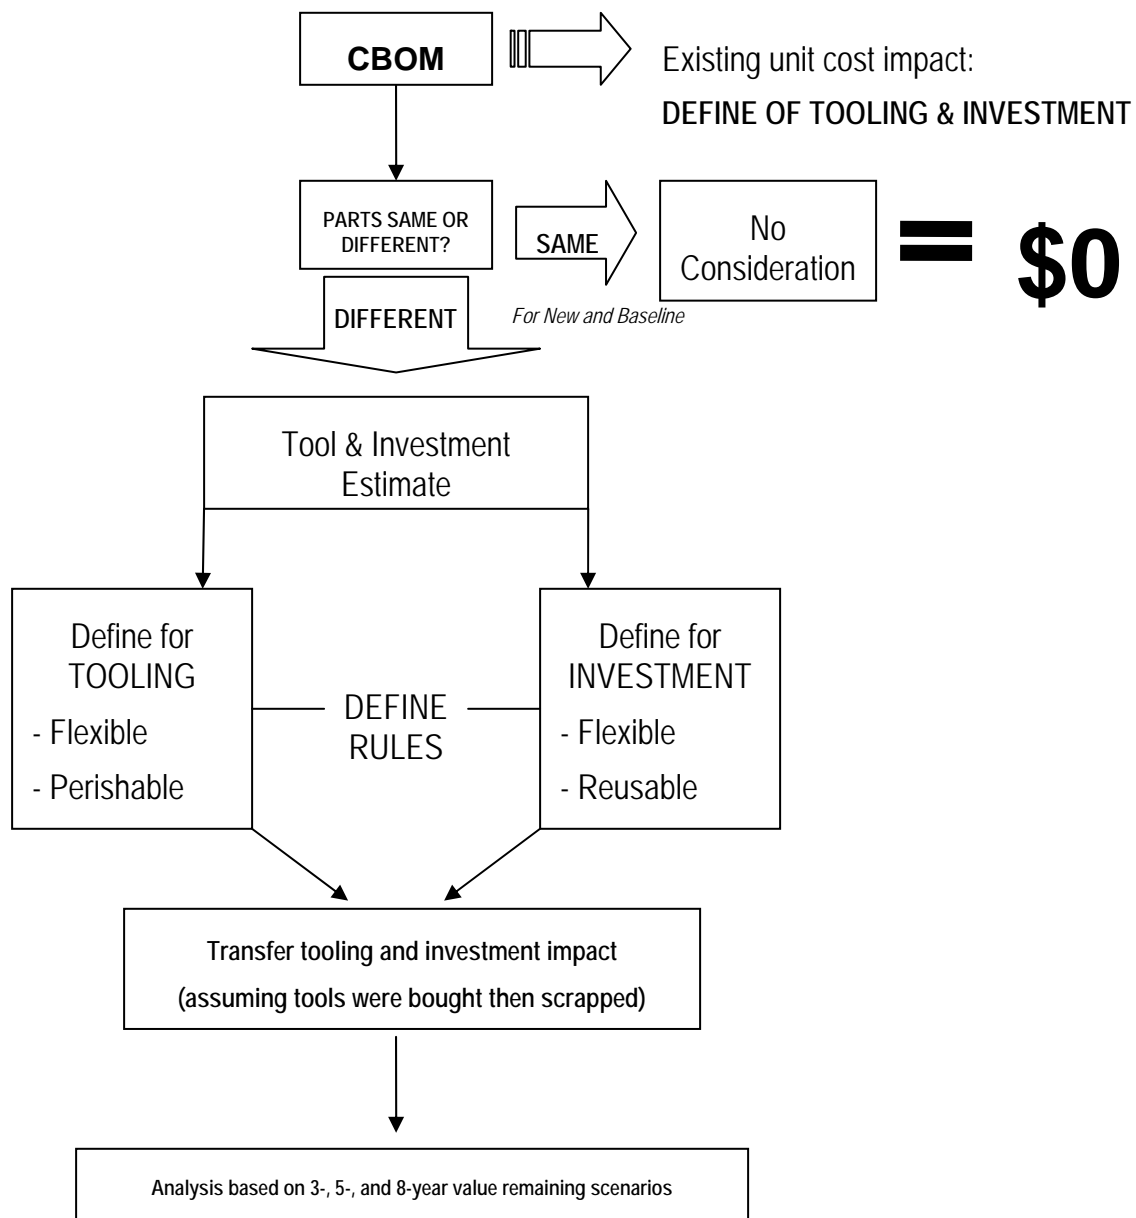 CBOM
Existing unit cost impact:
DEFINE OF TOOLING & INVESTMENT
PARTS SAME OR
DIFFERENT?
SAME
No
Consideration
= $0
DIFFERENT
For New and Baseline
Tool & Investment
Estimate
Define for
TOOLING
- Flexible
- Perishable
DEFINE
RULES
Define for
INVESTMENT
- Flexible
- Reusable
Transfer tooling and investment impact
(assuming tools were bought then scrapped)
Analysis based on 3-, 5-, and 8-year value remaining scenarios